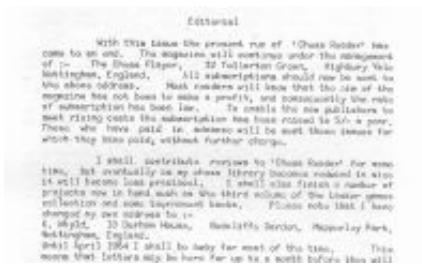 Editorial
With this issue the present run of 'Chess Reader' has
come to an end. The magazine will continue under the management
of :- The Chess Player, 12 Burlington Grove, Highbury Vale
Nottingham, England. All subscriptions should now be sent to
the above address. Most readers will know that the aim of the
magazine has not been to make a profit, and consequently the rate
of subscription has been low. To enable the new publishers to
meet rising costs the subscription has been raised to 5/- a year.
Those who have paid in advance will be sent those issues for
which they have paid, without further charge.
I shall contribute reviews to 'Chess Reader' for some
time, but eventually as my chess library becomes reduced in size
it will become less practical. I shall also finish a number of
projects now in hand such as the third volume of the Lasker games
collection and some tournament books. Please note that I have
changed my own address to :-
K. Whyld, 10 Durham House, Gardens, Mapperley Park,
Nottingham, England.
Until April 1964 I shall be away for most of the time. This
means that letters may be here for up to a month before they will